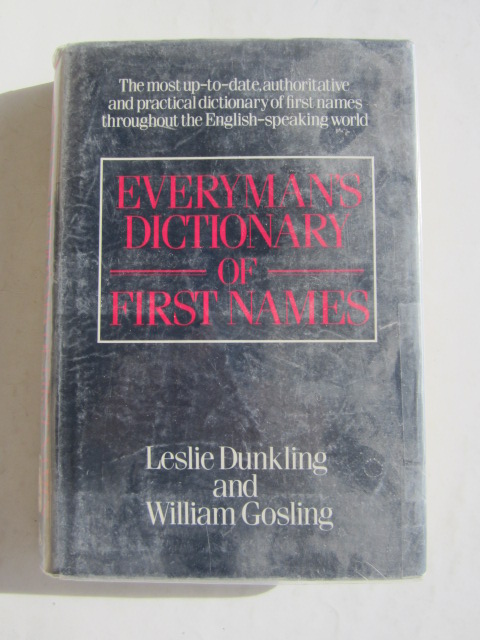 The most up-to-date, authoritative
and practical dictionary of first names
throughout the English-speaking world
EVERYMAN'S
DICTIONARY
OF
FIRST NAMES
Leslie Dunkling
and
William Gosling